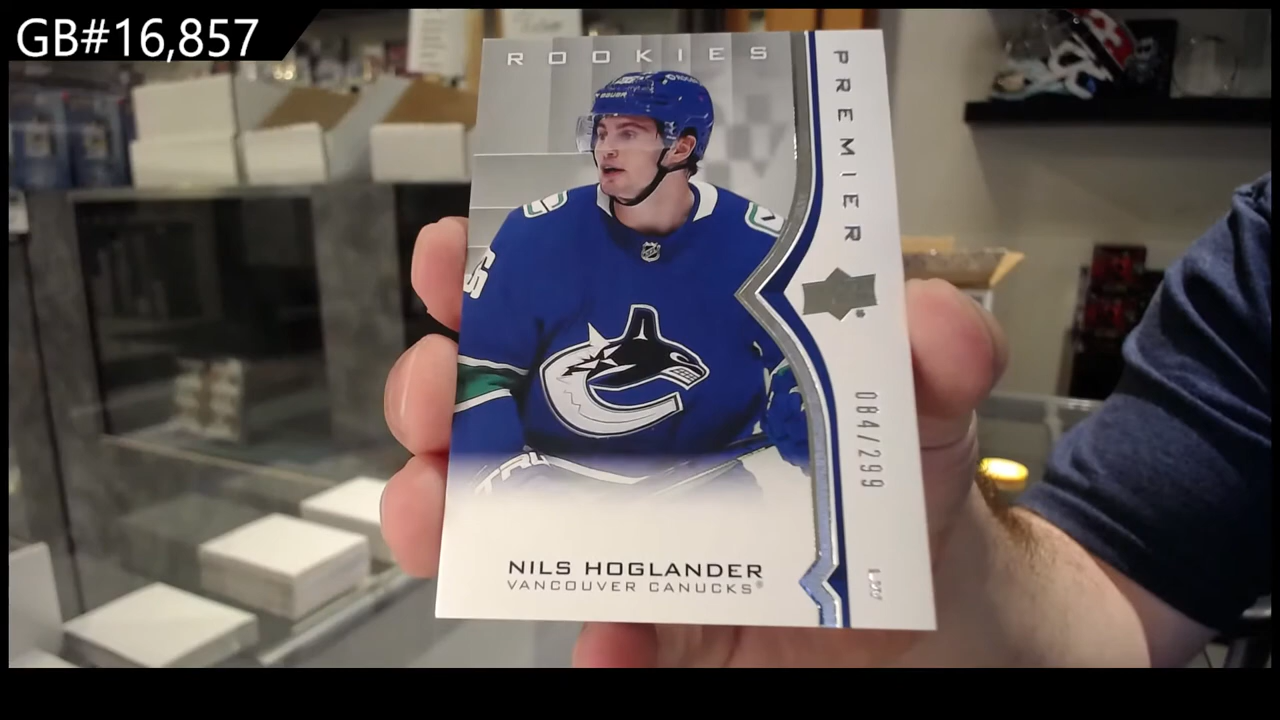 GB#16,857
ROOKIES
PREMIER
084/299
NILS HOGLANDER
VANCOUVER CANUCKS®